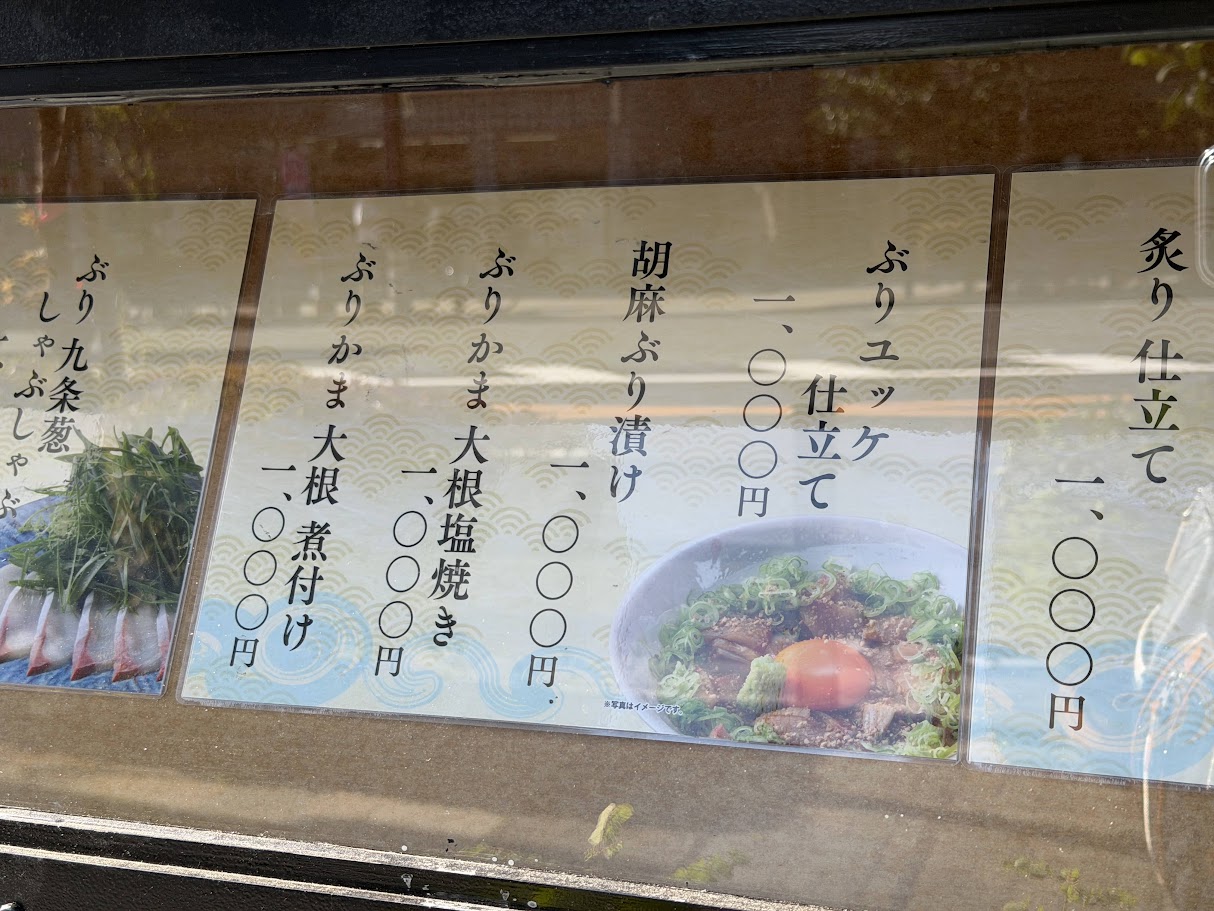 炙り仕立て
一、〇〇〇円
ぶりユッケ
仕立て
一、〇〇〇円
胡麻ぶり漬け
一、〇〇〇円
ぶりかま大根塩焼き
一、〇〇〇円
ぶりかま大根煮付け
一、〇〇〇円
※写真はイメージです。
ぶり九条葱
しゃぶしゃぶ